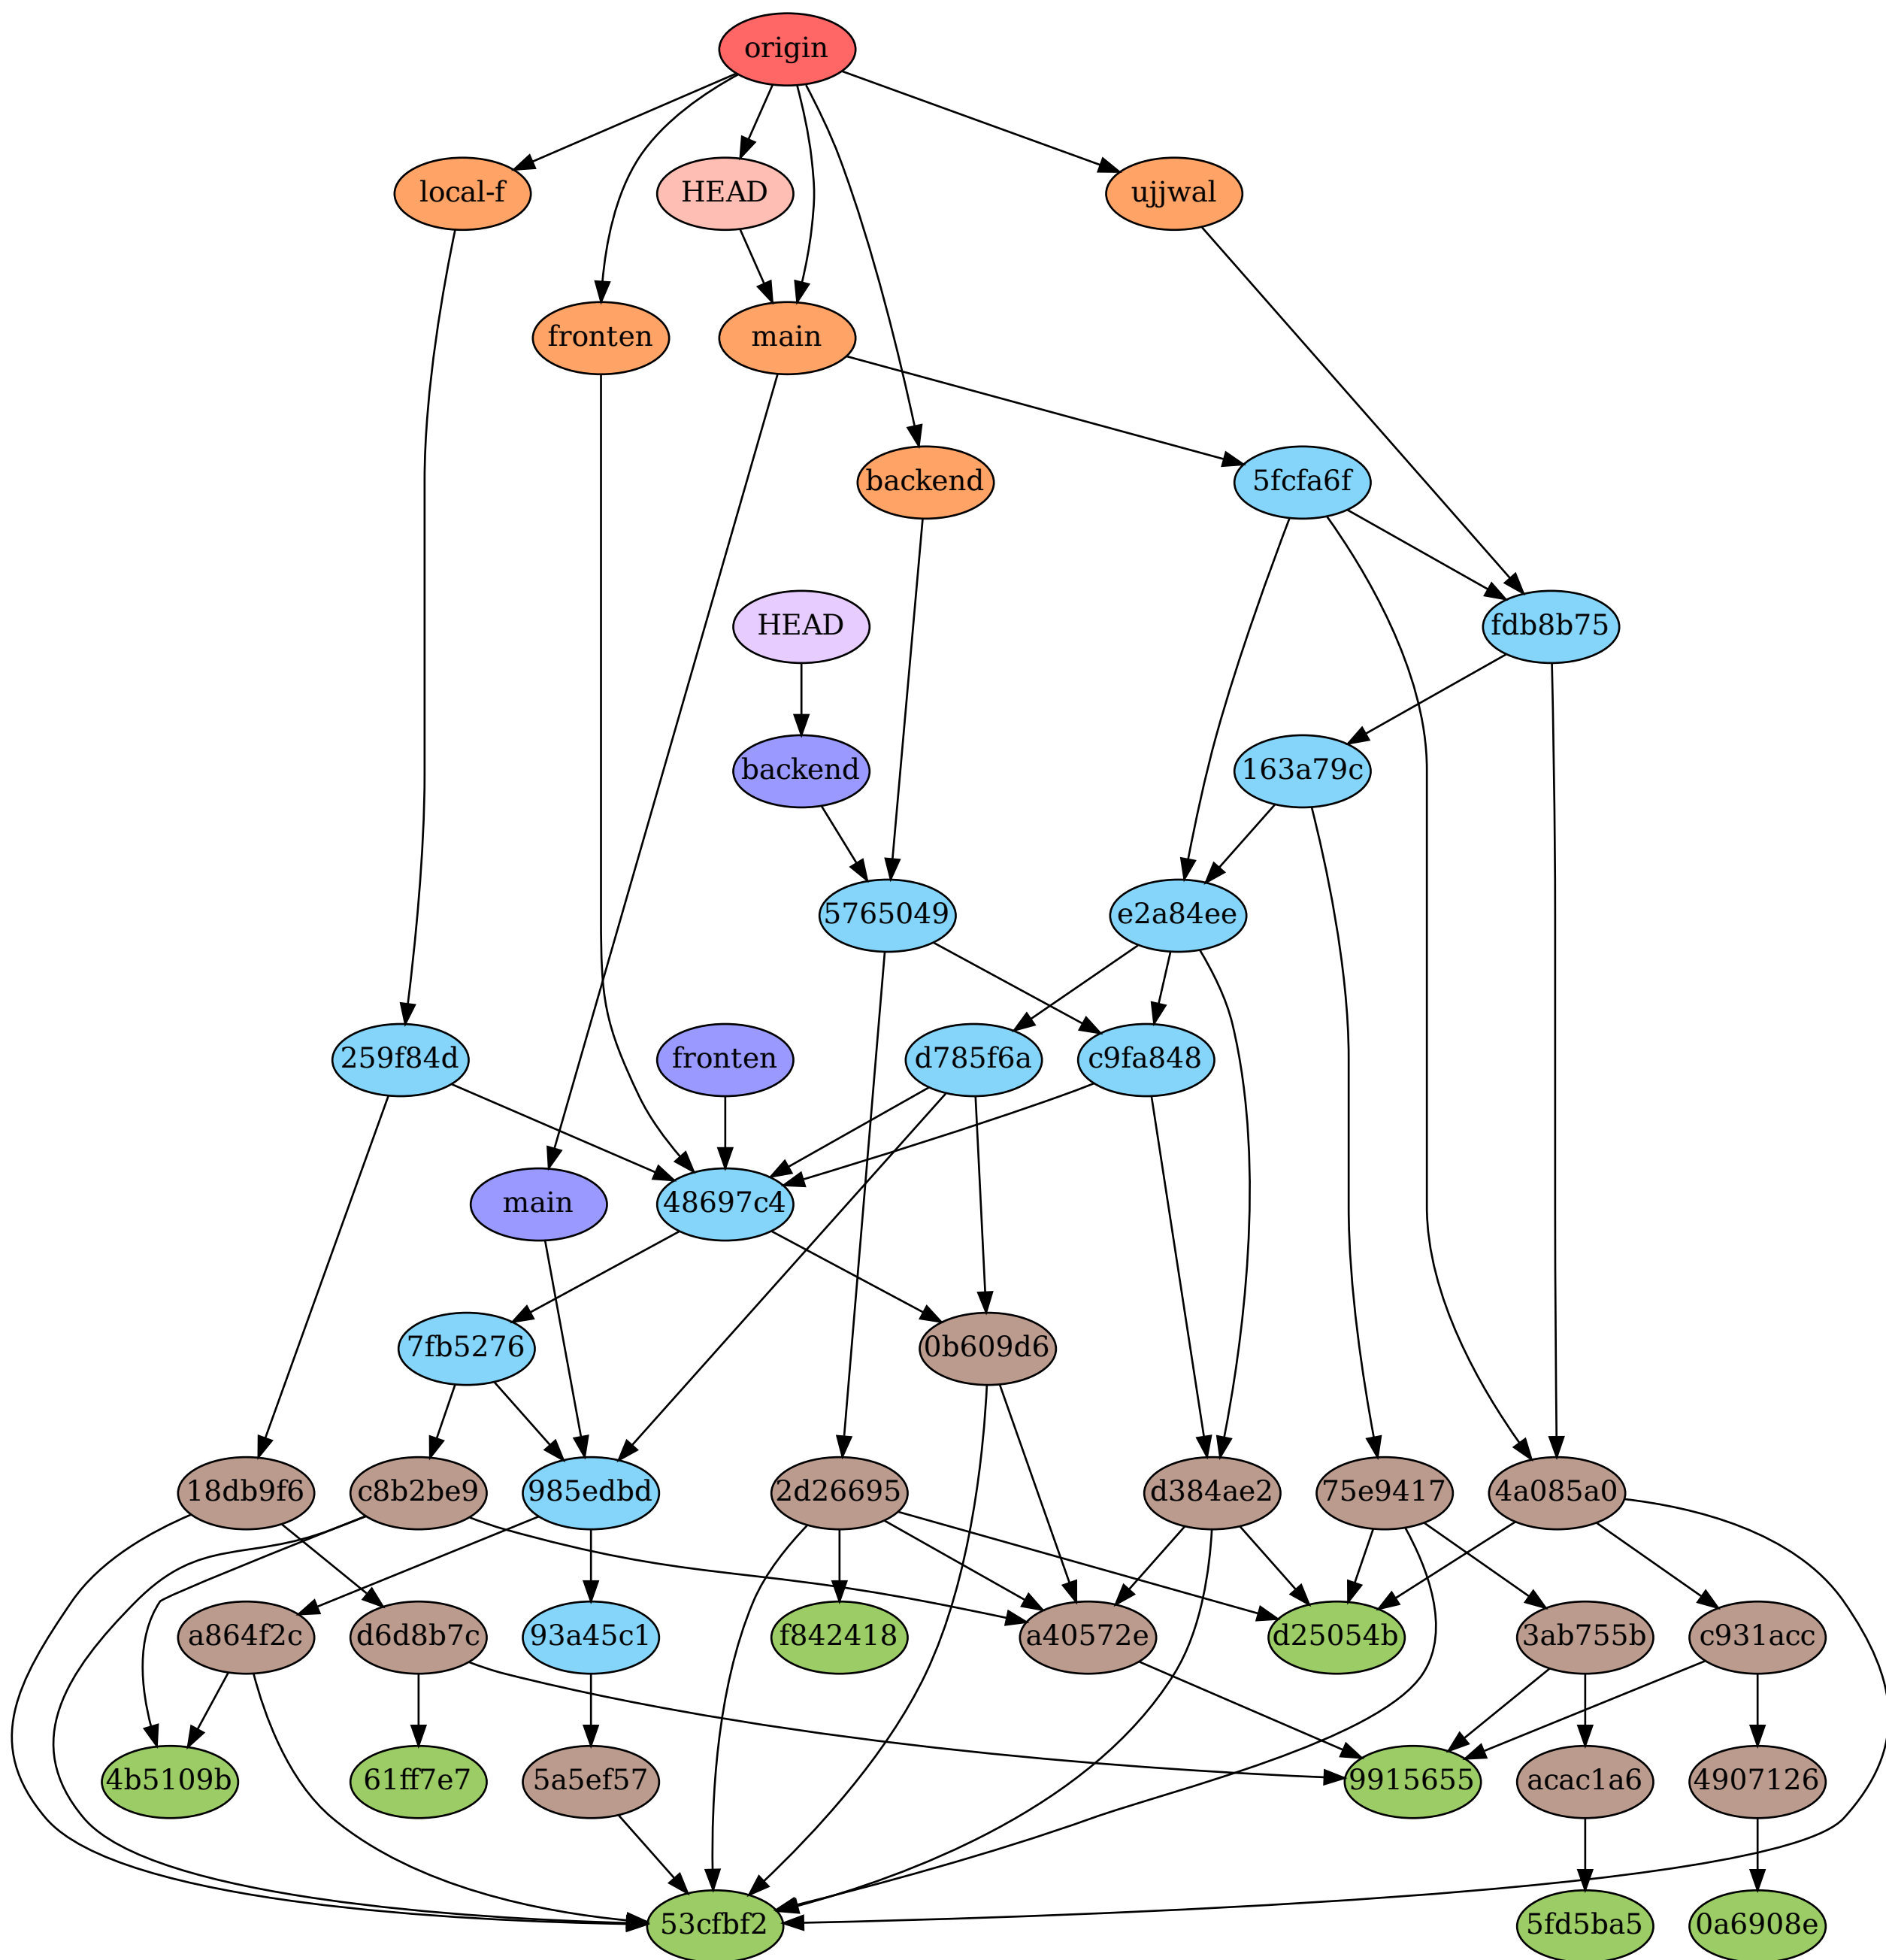 origin
local-f
HEAD
ujjwal
fronten
main
backend
5fcfa6f
HEAD
fdb8b75
backend
163a79c
5765049
e2a84ee
259f84d
fronten
d785f6a
c9fa848
main
48697c4
7fb5276
0b609d6
18db9f6
c8b2be9
985edbd
2d26695
d384ae2
75e9417
4a085a0
a864f2c
d6d8b7c
93a45c1
f842418
a40572e
d25054b
3ab755b
c931acc
4b5109b
61ff7e7
5a5ef57
9915655
acac1a6
4907126
53cfbf2
5fd5ba5
0a6908e